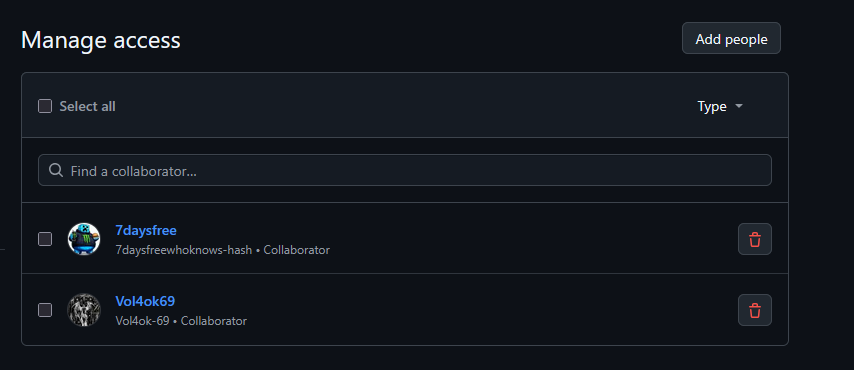 Manage access
Add people
Select all
Type
Find a collaborator...
7daysfree
7daysfreewhoknows-hash • Collaborator
Vol4ok69
Vol4ok-69 • Collaborator